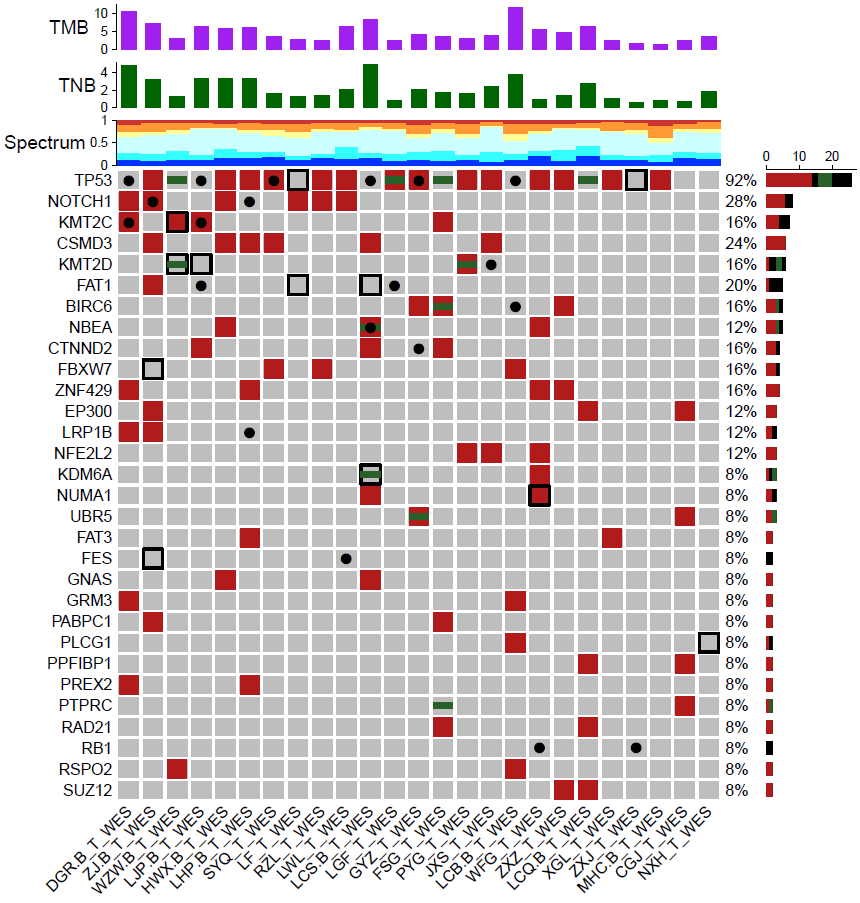 TMB
10
5
0
TNB
4
2
0
Spectrum
1
0.5
0
0 10 20
TP53 92%
NOTCH1 28%
KMT2C 16%
CSMD3 24%
KMT2D 16%
FAT1 20%
BIRC6 16%
NBEA 12%
CTNND2 16%
FBXW7 16%
ZNF429 16%
EP300 12%
LRP1B 12%
NFE2L2 12%
KDM6A 8%
NUMA1 8%
UBR5 8%
FAT3 8%
FES 8%
GNAS 8%
GRM3 8%
PABPC1 8%
PLCG1 8%
PPFIBP1 8%
PREX2 8%
PTPRC 8%
RAD21 8%
RB1 8%
RSPO2 8%
SUZ12 8%
DGR.B_T_WES
ZJ.B_T_WES
WZW.B_T_WES
LJP.B_T_WES
HWX.B_T_WES
LHP.B_T_WES
SYQ_T_WES
LF_T_WES
RZL_T_WES
LWL_T_WES
LCS.B_T_WES
LGF_T_WES
GYZ_T_WES
FSG_T_WES
PYG_T_WES
JXS_T_WES
LCB.B_T_WES
WFG_T_WES
ZXZ_T_WES
LCQ.B_T_WES
XGL_T_WES
ZXJ_T_WES
MHC.B_T_WES
CGJ_T_WES
NXH_T_WES